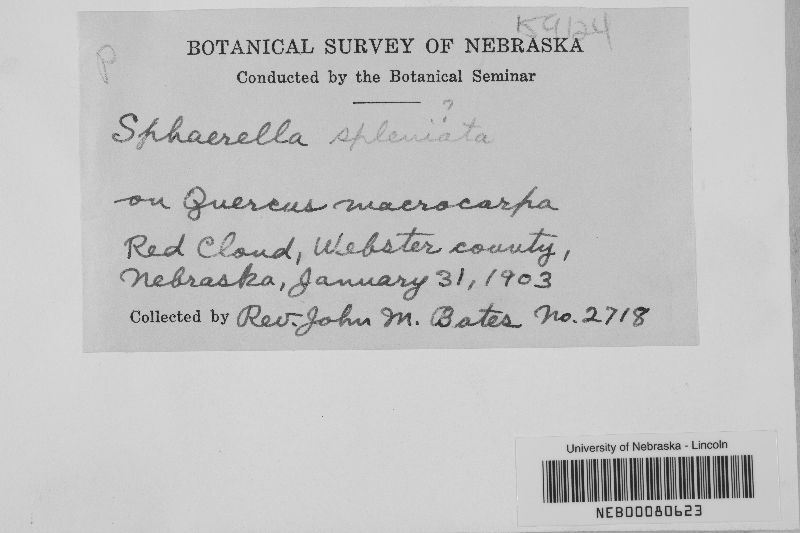 59124
P
BOTANICAL SURVEY OF NEBRASKA
Conducted by the Botanical Seminar
?
Sphaerella spleniata
on Quercus macrocarpa
Red Cloud, Webster county,
Nebraska, January 31, 1903
Collected by Rev. John M. Bates No. 2718
University of Nebraska - Lincoln
NEB00080623